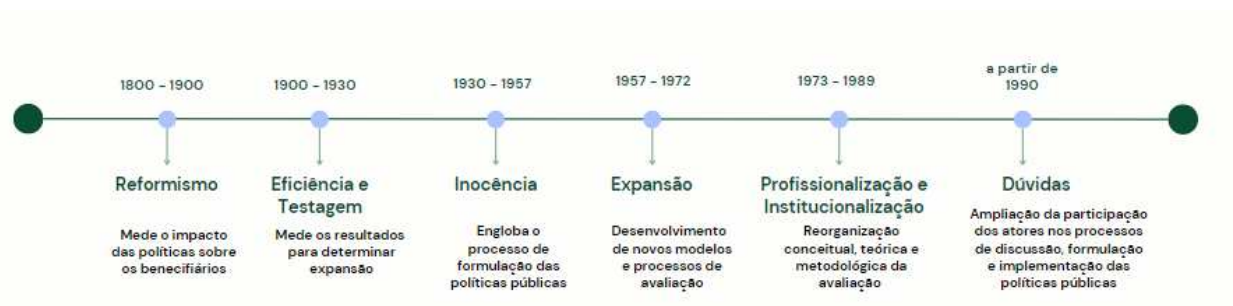 1800 - 1900
Reformismo
Mede o impacto
das políticas sobre
os benecifiários
1900 - 1930
Eficiência e
Testagem
Mede os resultados
para determinar
expansão
1930 - 1957
Inocência
Engloba o
processo de
formulação das
políticas públicas
1957 - 1972
Expansão
Desenvolvimento
de novos modelos
e processos de
avaliação
1973 - 1989
Profissionalização e
Institucionalização
Reorganização
conceitual, teórica e
metodológica da
avaliação
a partir de
1990
Dúvidas
Ampliação da participação
dos atores nos processos
de discussão, formulação
e implementação das
políticas públicas